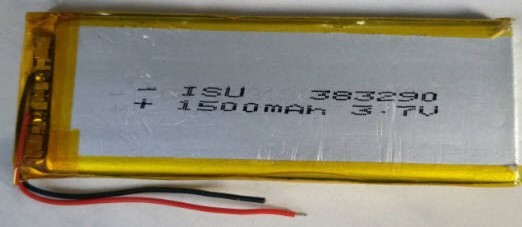 - ISU 383290
+ 1500mAh 3.7V